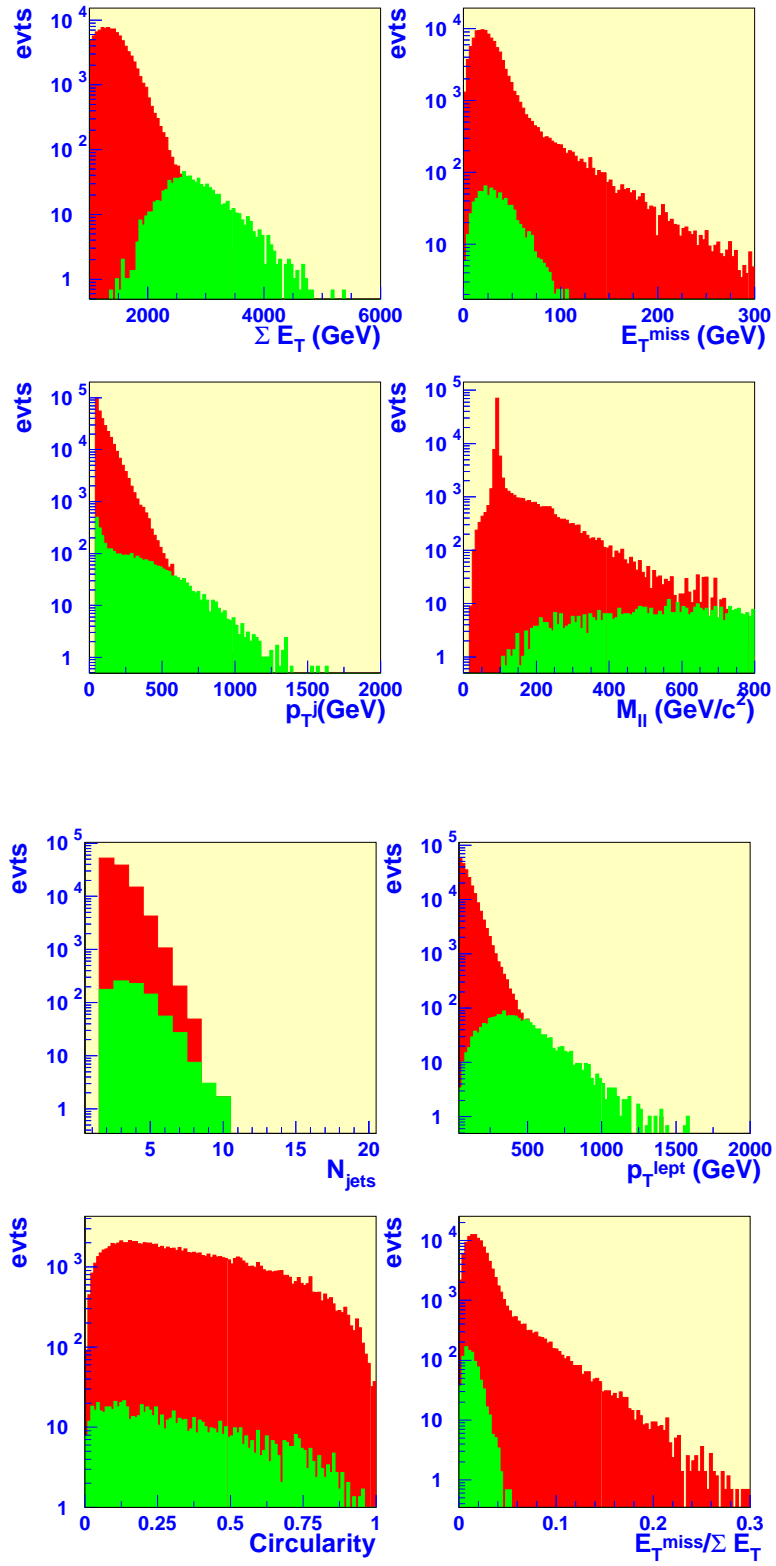 evts
10^4
10^3
10^2
10
1
2000 4000 6000
Σ E_T (GeV)
evts
10^4
10^3
10^2
10
0 100 200 300
E_T^miss (GeV)
evts
10^5
10^4
10^3
10^2
10
1
0 500 1000 1500 2000
p_T^j(GeV)
evts
10^5
10^4
10^3
10^2
10
1
0 200 400 600 800
M_ll (GeV/c^2)
evts
10^5
10^4
10^3
10^2
10
1
5 10 15 20
N_jets
evts
10^5
10^4
10^3
10^2
10
1
500 1000 1500 2000
p_T^lept (GeV)
evts
10^3
10^2
10
1
0 0.25 0.5 0.75 1
Circularity
evts
10^4
10^3
10^2
10
1
0 0.1 0.2 0.3
E_T^miss/Σ E_T